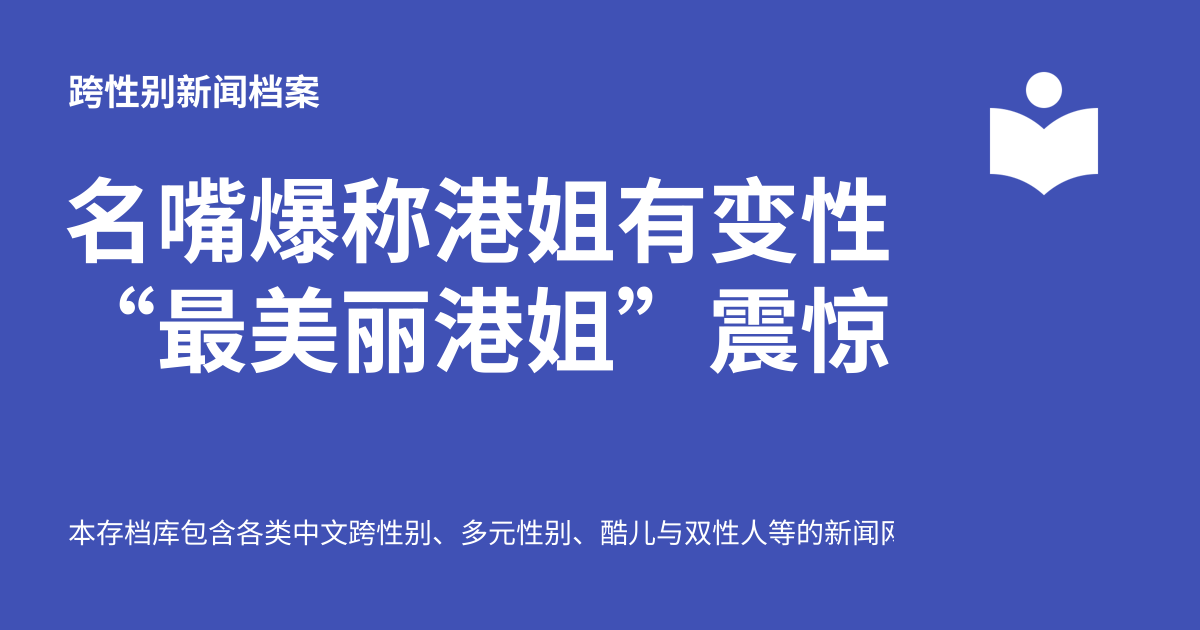 跨性别新闻档案
名嘴爆称港姐有变性
“最美丽港姐”震惊
本存档库包含各类中文跨性别、多元性别、酷儿与双性人等的新闻